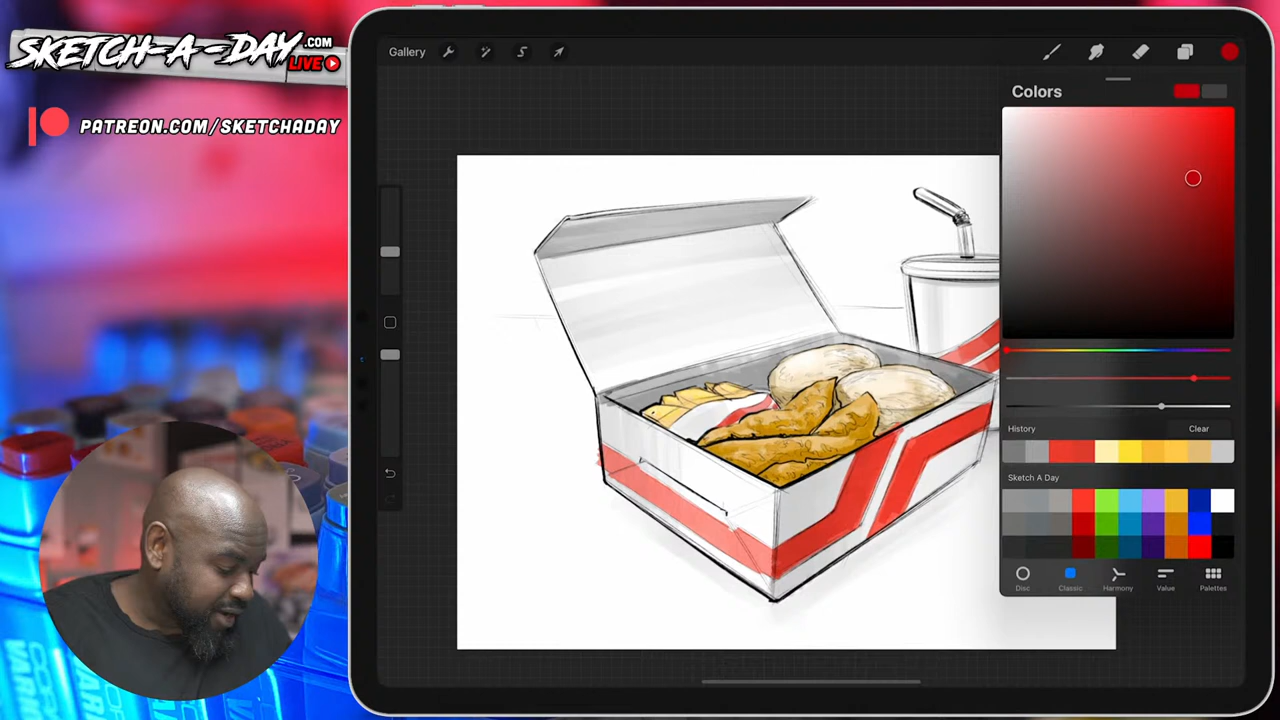 SKETCH-A-DAY.COM
LIVE
PATREON.COM/SKETCHADAY
Gallery
Colors
History
Clear
Sketch A Day
Disc
Classic
Harmony
Value
Palettes